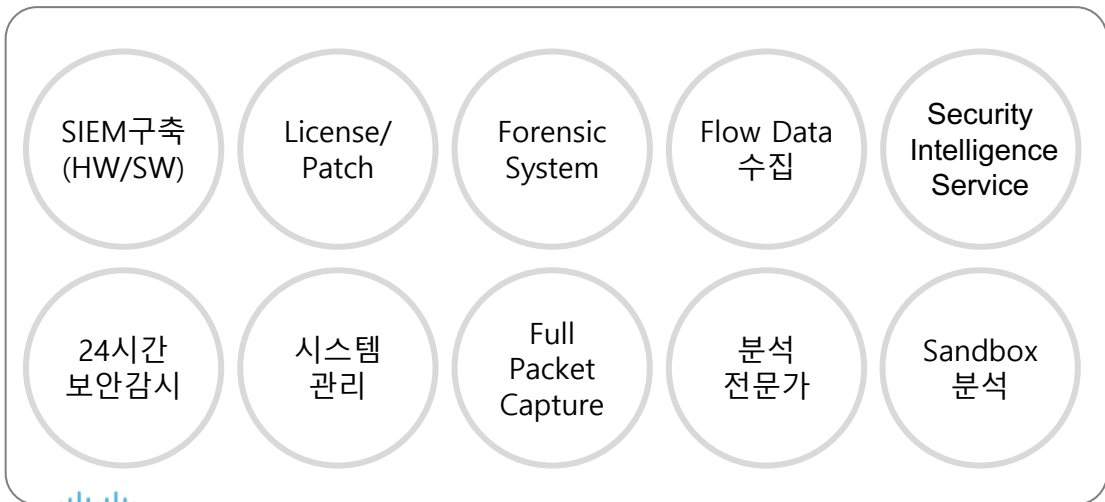 SIEM구축
(HW/SW)
License/
Patch
Forensic
System
Flow Data
수집
Security
Intelligence
Service
24시간
보안감시
시스템
관리
Full
Packet
Capture
분석
전문가
Sandbox
분석